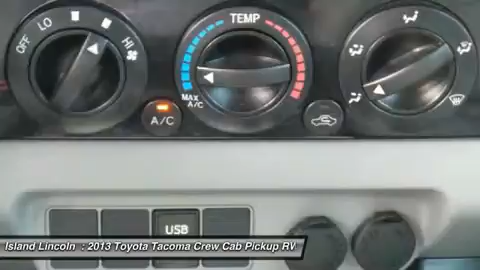 OFF LO HI
TEMP
MAX A/C
A/C
USB
Island Lincoln : 2013 Toyota Tacoma Crew Cab Pickup RV